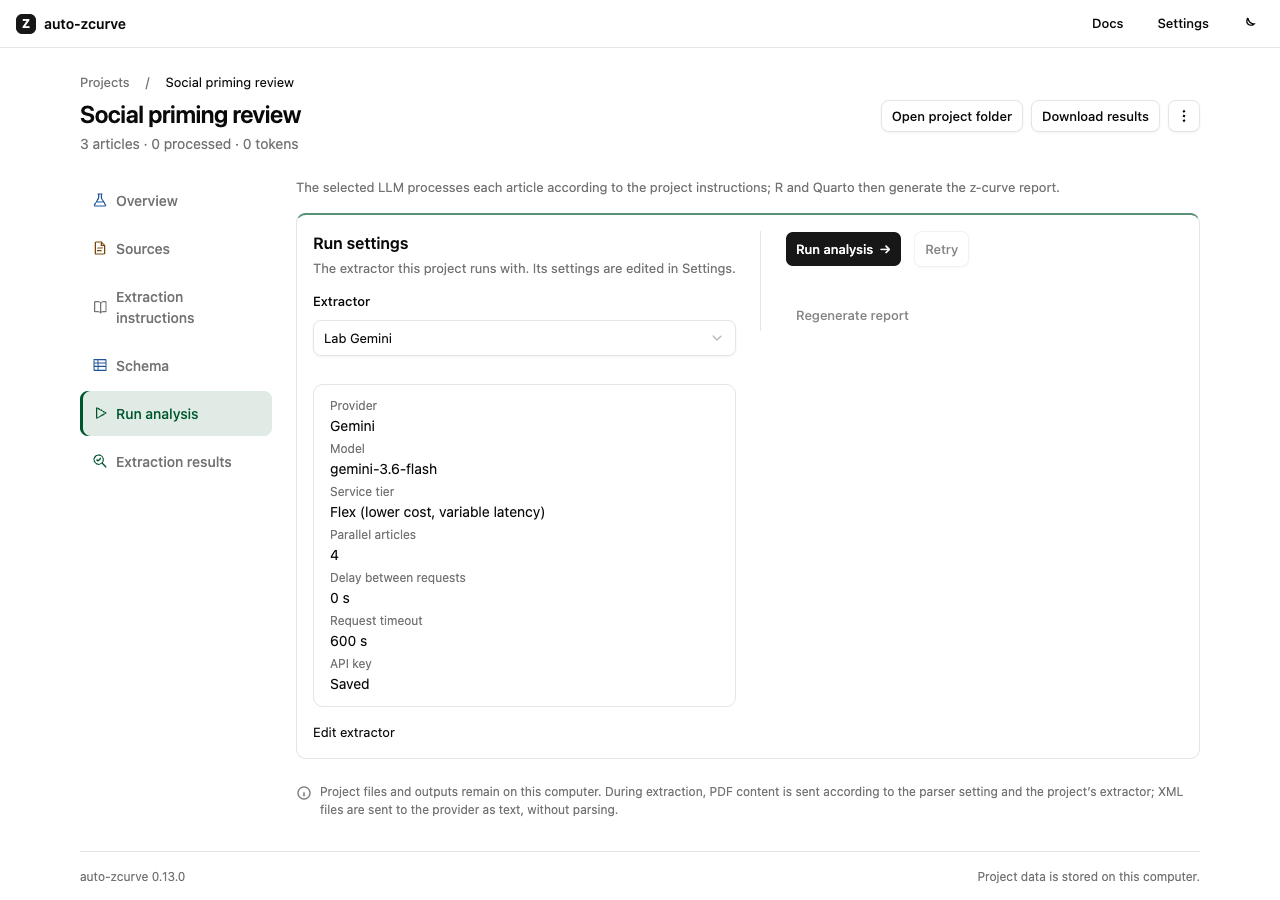 Z auto-zcurve
Docs
Settings
Projects / Social priming review
Social priming review
3 articles · 0 processed · 0 tokens
Open project folder
Download results
Overview
Sources
Extraction
instructions
Schema
Run analysis
Extraction results
The selected LLM processes each article according to the project instructions; R and Quarto then generate the z-curve report.
Run settings
The extractor this project runs with. Its settings are edited in Settings.
Extractor
Lab Gemini
Provider
Gemini
Model
gemini-3.6-flash
Service tier
Flex (lower cost, variable latency)
Parallel articles
4
Delay between requests
0 s
Request timeout
600 s
API key
Saved
Edit extractor
Run analysis →
Retry
Regenerate report
Project files and outputs remain on this computer. During extraction, PDF content is sent according to the parser setting and the project's extractor; XML
files are sent to the provider as text, without parsing.
auto-zcurve 0.13.0
Project data is stored on this computer.